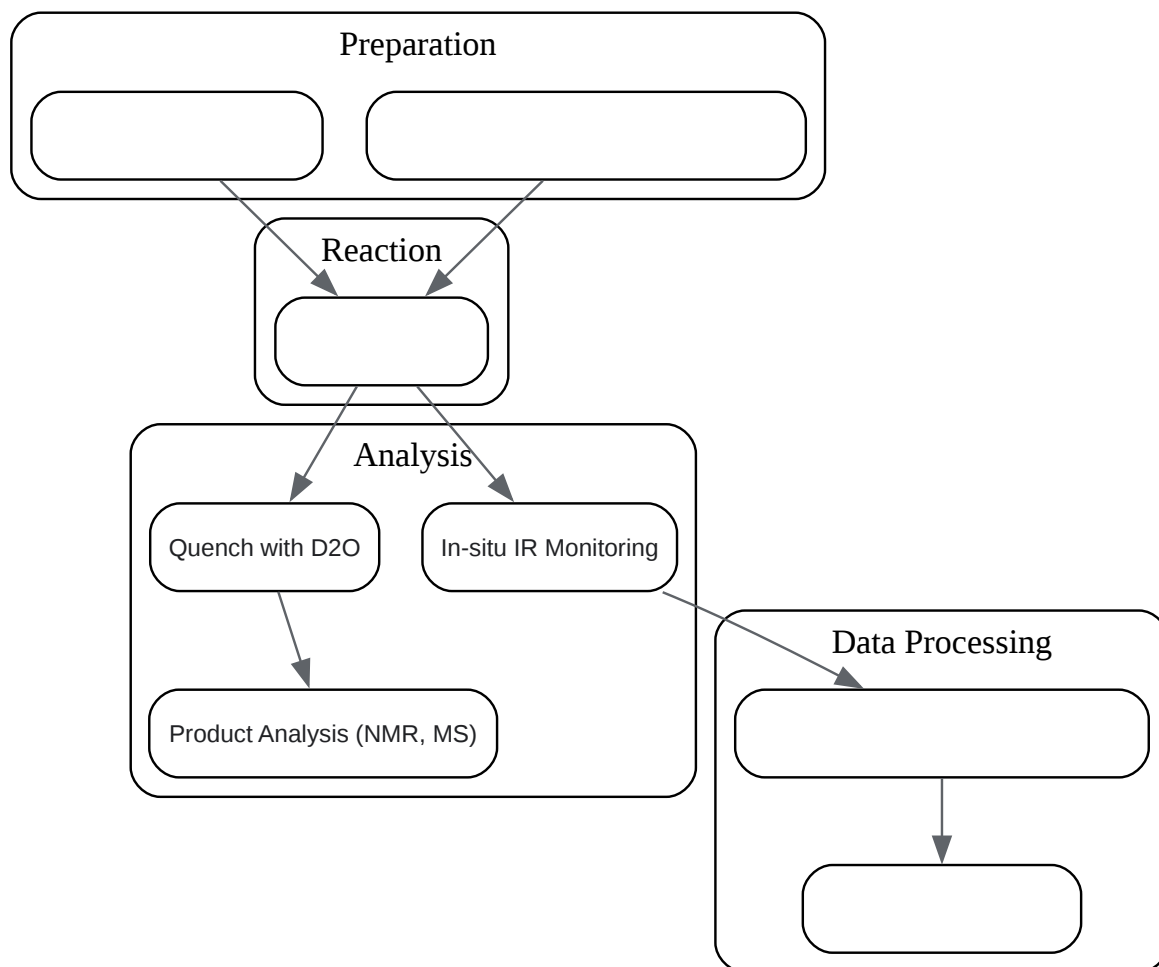 Preparation
Reaction
Analysis
Quench with D2O
In-situ IR Monitoring
Data Processing
Product Analysis (NMR, MS)